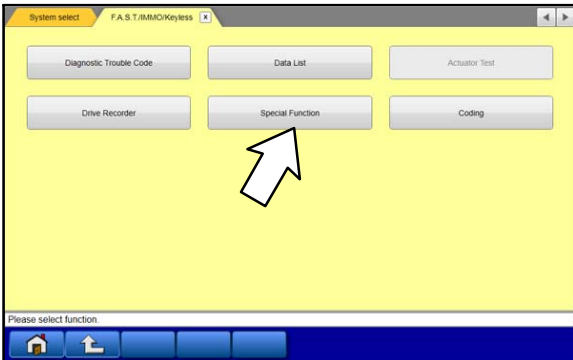 System select F.A.S.T./IMMO/Keyless x
Diagnostic Trouble Code Data List Actuator Test
Drive Recorder Special Function Coding
Please select function.